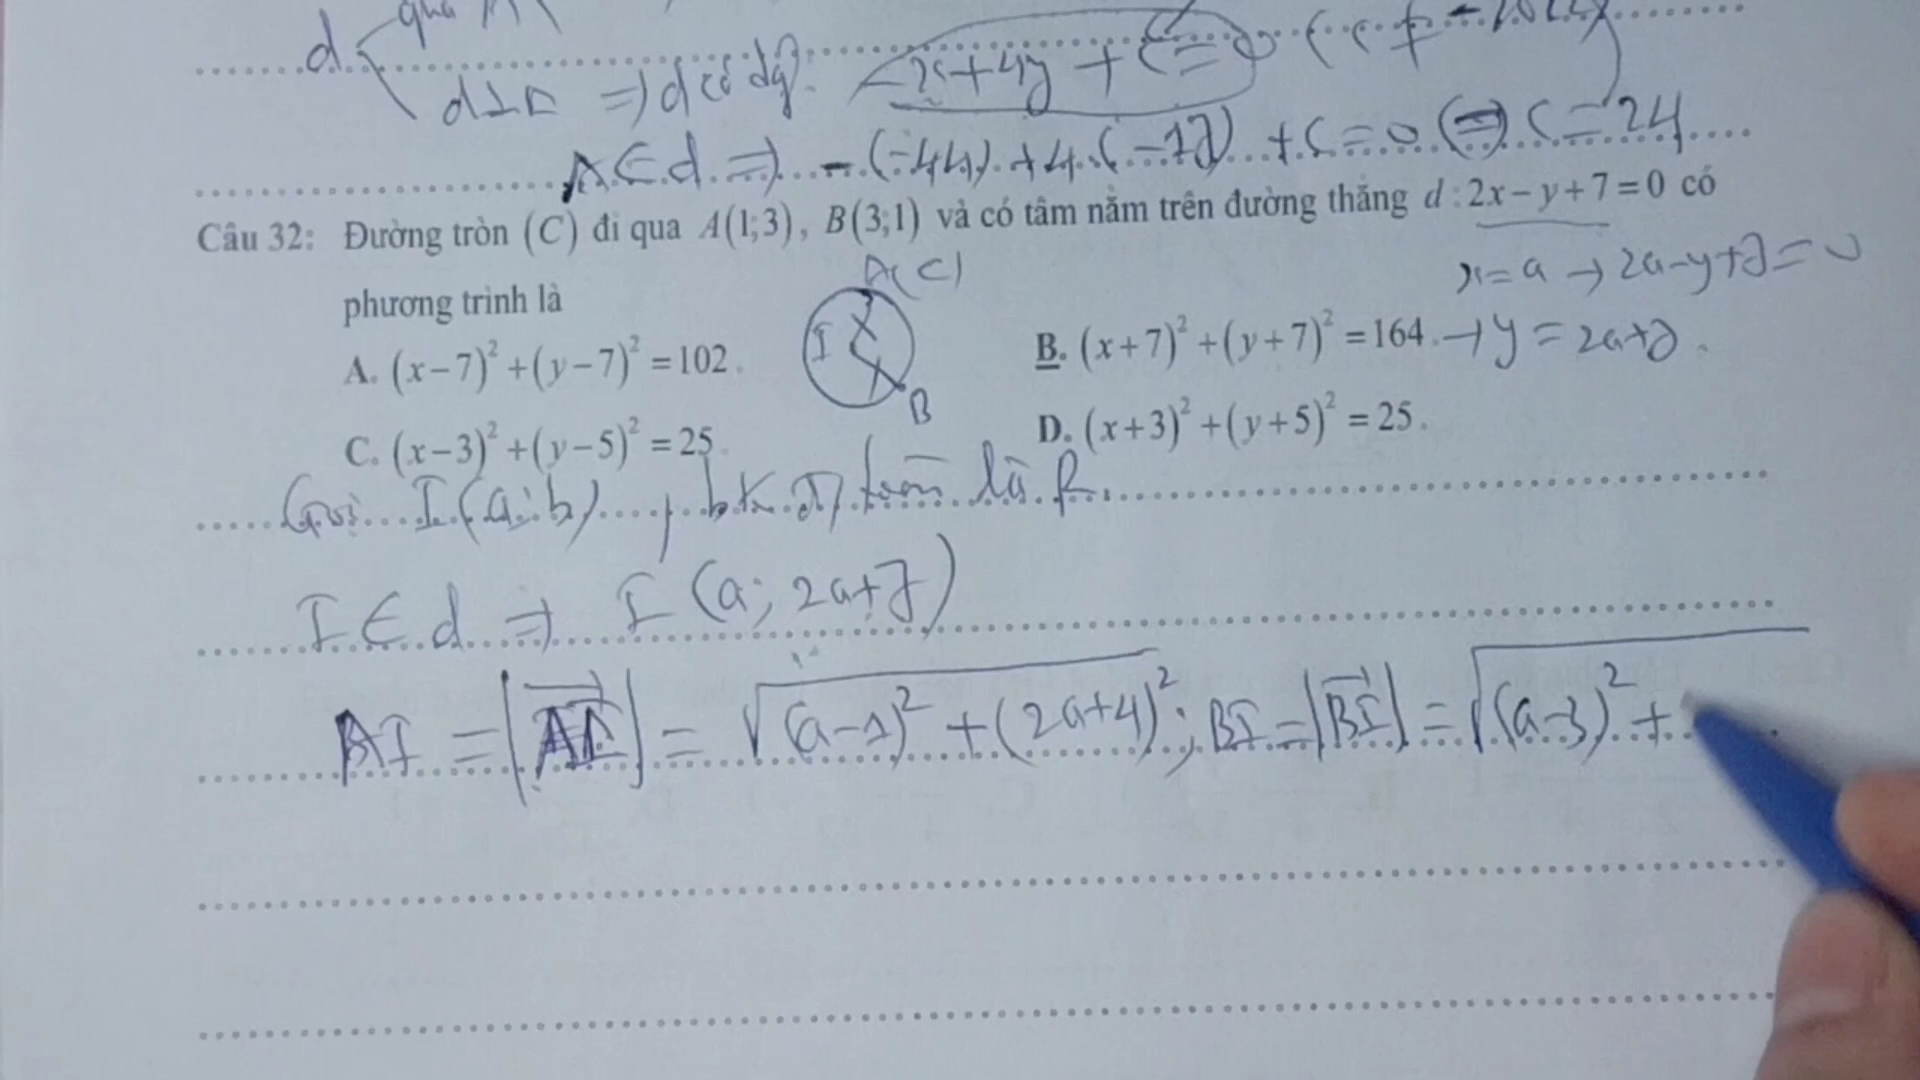 d qua
d⊥Δ ⇒ d có dạng: -x+4y + C = 0
A ∈ d ⇒ -(-44) + 4.(-17) + C = 0 ⇔ C = 24
Câu 32: Đường tròn (C) đi qua A(1;3), B(3;1) và có tâm nằm trên đường thẳng d : 2x − y + 7 = 0 có
phương trình là
A (C)
x = a → 2a-y+7 = 0
I
A. (x−7)² + (y−7)² = 102.
B. (x+7)² + (y+7)² = 164.
→ y = 2a+7.
B
C. (x−3)² + (y−5)² = 25.
D. (x+3)² + (y+5)² = 25.
Gọi I(a;b), bk đ/ tròn là R.
I ∈ d ⇒ I (a; 2a+7)
AI = |AI| = √(a-1)² + (2a+4)² ; BI = |BI| = √(a-3)² +